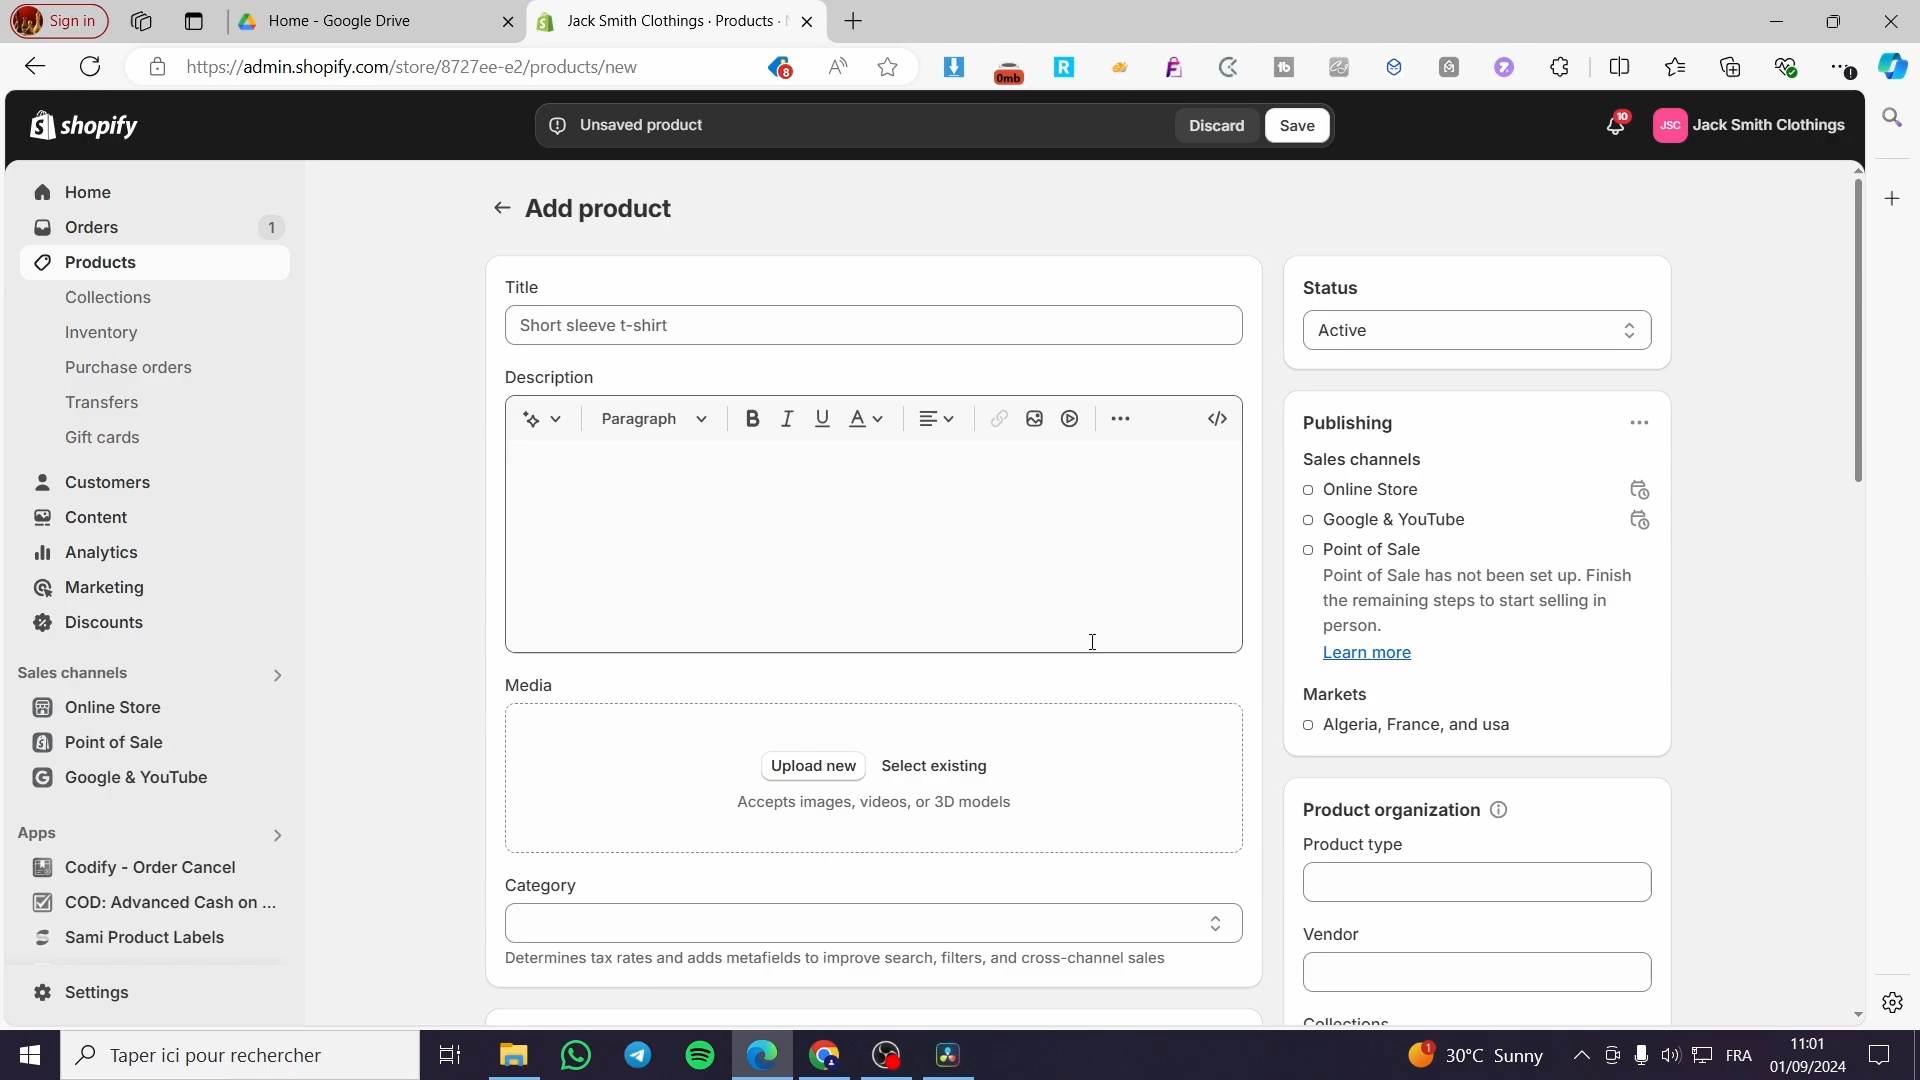 Sign in
Home - Google Drive
Jack Smith Clothings · Products ·
https://admin.shopify.com/store/8727ee-e2/products/new
8
0mb
shopify
Unsaved product
Discard
Save
10
JSC
Jack Smith Clothings
Home
Orders
1
Products
Collections
Inventory
Purchase orders
Transfers
Gift cards
Customers
Content
Analytics
Marketing
Discounts
Sales channels
Online Store
Point of Sale
Google & YouTube
Apps
Codify - Order Cancel
COD: Advanced Cash on ...
Sami Product Labels
Settings
Add product
Title
Short sleeve t-shirt
Description
Paragraph
Media
Upload new
Select existing
Accepts images, videos, or 3D models
Category
Determines tax rates and adds metafields to improve search, filters, and cross-channel sales
Status
Active
Publishing
Sales channels
Online Store
Google & YouTube
Point of Sale
Point of Sale has not been set up. Finish
the remaining steps to start selling in
person.
Learn more
Markets
Algeria, France, and usa
Product organization
Product type
Vendor
Collections
Taper ici pour rechercher
1
30°C Sunny
FRA
11:01
01/09/2024